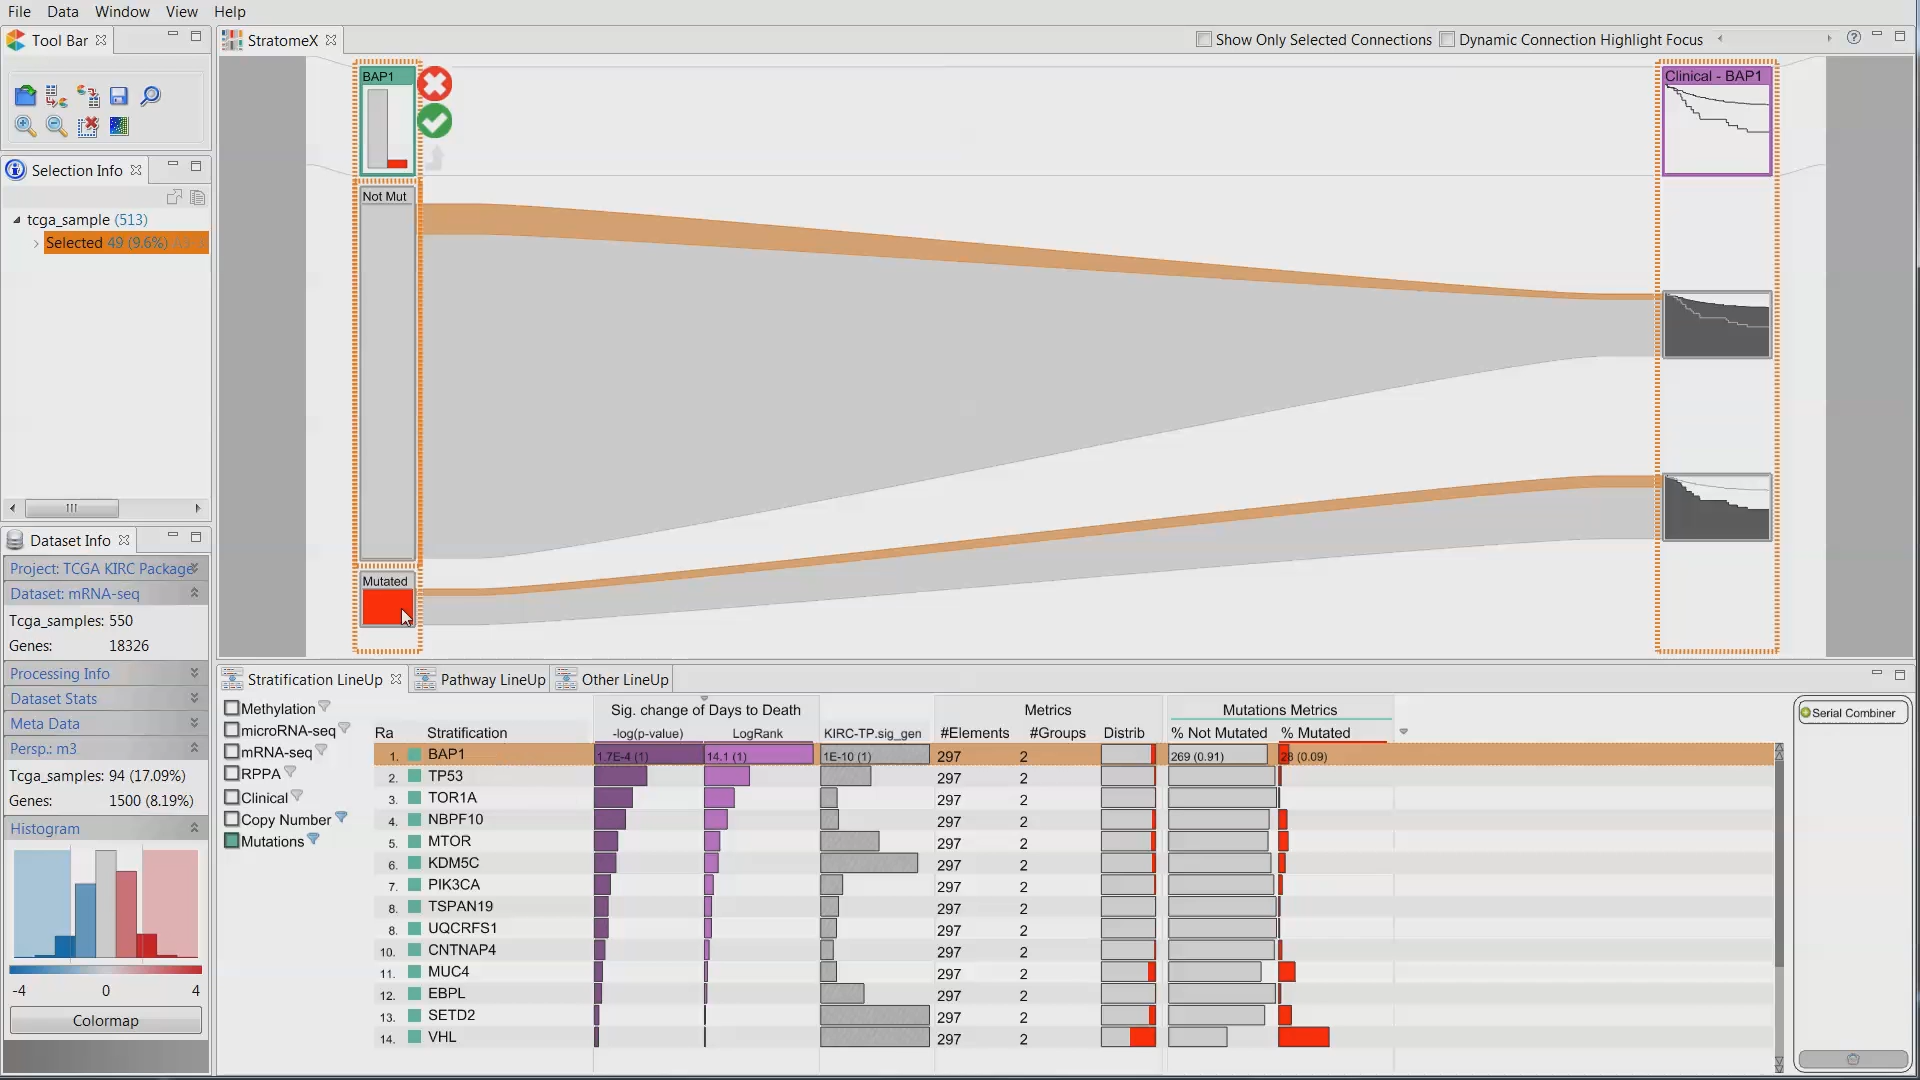 File Data Window View Help
Tool Bar
StratomeX
Show Only Selected Connections
Dynamic Connection Highlight Focus
BAP1
Clinical - BAP1
Selection Info
Not Mut
tcga_sample (513)
Selected 49 (9.6%)
Dataset Info
Project: TCGA KIRC Package
Dataset: mRNA-seq
Tcga_samples: 550
Genes: 18326
Processing Info
Dataset Stats
Meta Data
Persp.: m3
Tcga_samples: 94 (17.09%)
Genes: 1500 (8.19%)
Histogram
-4 0 4
Colormap
Mutated
Stratification LineUp
Pathway LineUp
Other LineUp
Methylation
microRNA-seq
mRNA-seq
RPPA
Clinical
Copy Number
Mutations
Sig. change of Days to Death Metrics Mutations Metrics
Ra Stratification -log(p-value) LogRank KIRC-TP.sig_gen #Elements #Groups Distrib % Not Mutated % Mutated
1. BAP1 1.7E-4 (1) 14.1 (1) 1E-10 (1) 297 2 269 (0.91) 28 (0.09)
2. TP53 297 2
3. TOR1A 297 2
4. NBPF10 297 2
5. MTOR 297 2
6. KDM5C 297 2
7. PIK3CA 297 2
8. TSPAN19 297 2
8. UQCRFS1 297 2
10. CNTNAP4 297 2
11. MUC4 297 2
12. EBPL 297 2
13. SETD2 297 2
14. VHL 297 2
Serial Combiner